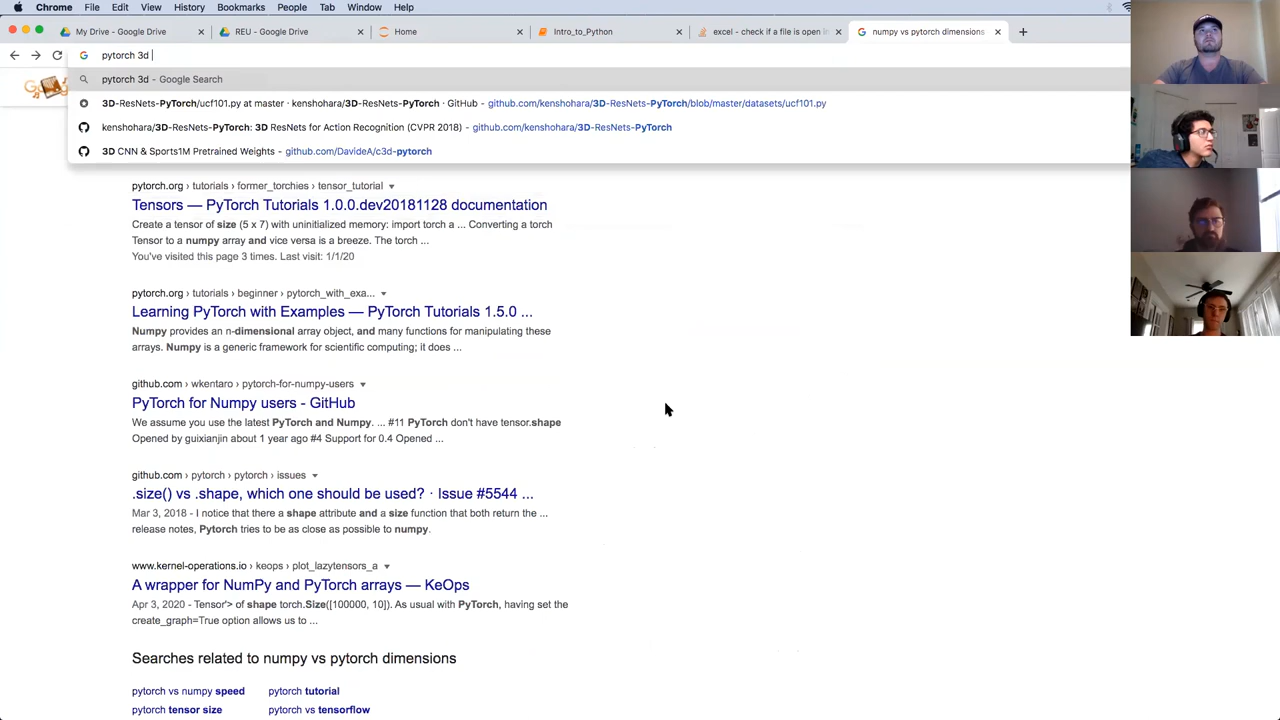 Chrome File Edit View History Bookmarks People Tab Window Help
My Drive - Google Drive
REU - Google Drive
Home
Intro_to_Python
excel - check if a file is open in
numpy vs pytorch dimensions
pytorch 3d
pytorch 3d - Google Search
3D-ResNets-PyTorch/ucf101.py at master · kenshohara/3D-ResNets-PyTorch · GitHub - github.com/kenshohara/3D-ResNets-PyTorch/blob/master/datasets/ucf101.py
kenshohara/3D-ResNets-PyTorch: 3D ResNets for Action Recognition (CVPR 2018) - github.com/kenshohara/3D-ResNets-PyTorch
3D CNN & Sports1M Pretrained Weights - github.com/DavideA/c3d-pytorch
pytorch.org › tutorials › former_torchies › tensor_tutorial
Tensors — PyTorch Tutorials 1.0.0.dev20181128 documentation
Create a tensor of size (5 x 7) with uninitialized memory: import torch a ... Converting a torch
Tensor to a numpy array and vice versa is a breeze. The torch ...
You've visited this page 3 times. Last visit: 1/1/20
pytorch.org › tutorials › beginner › pytorch_with_exa...
Learning PyTorch with Examples — PyTorch Tutorials 1.5.0 ...
Numpy provides an n-dimensional array object, and many functions for manipulating these
arrays. Numpy is a generic framework for scientific computing; it does ...
github.com › wkentaro › pytorch-for-numpy-users
PyTorch for Numpy users - GitHub
We assume you use the latest PyTorch and Numpy. ... #11 PyTorch don't have tensor.shape
Opened by guixianjin about 1 year ago #4 Support for 0.4 Opened ...
github.com › pytorch › pytorch › issues
.size() vs .shape, which one should be used? · Issue #5544 ...
Mar 3, 2018 - I notice that there a shape attribute and a size function that both return the ...
release notes, Pytorch tries to be as close as possible to numpy.
www.kernel-operations.io › keops › plot_lazytensors_a
A wrapper for NumPy and PyTorch arrays — KeOps
Apr 3, 2020 - Tensor'> of shape torch.Size([100000, 10]). As usual with PyTorch, having set the
create_graph=True option allows us to ...
Searches related to numpy vs pytorch dimensions
pytorch vs numpy speed
pytorch tutorial
pytorch tensor size
pytorch vs tensorflow